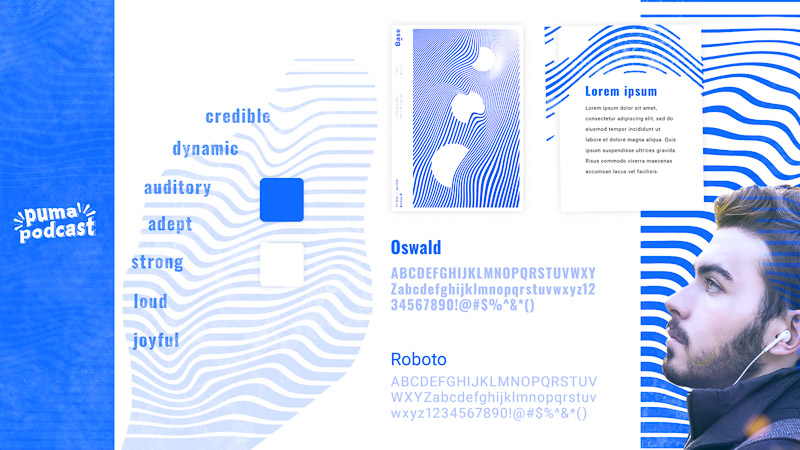 puma
podcast
credible
dynamic
auditory
adept
strong
loud
joyful
Base
Lorem ipsum
Lorem ipsum dolor sit amet,
consectetur adipiscing elit, sed do
eiusmod tempor incididunt ut
labore et dolore magna aliqua. Quis
ipsum suspendisse ultrices gravida.
Risus commodo viverra maecenas
accumsan lacus vel facilisis.
Oswald
ABCDEFGHIJKLMNOPQRSTUVWXY
Zabcdefghijklmnopqrstuvwxyz12
34567890!@#$%^&*()
Roboto
ABCDEFGHIJKLMNOPQRSTUV
WXYZabcdefghijklmnopqrstuv
wxyz1234567890!@#$%^&*()